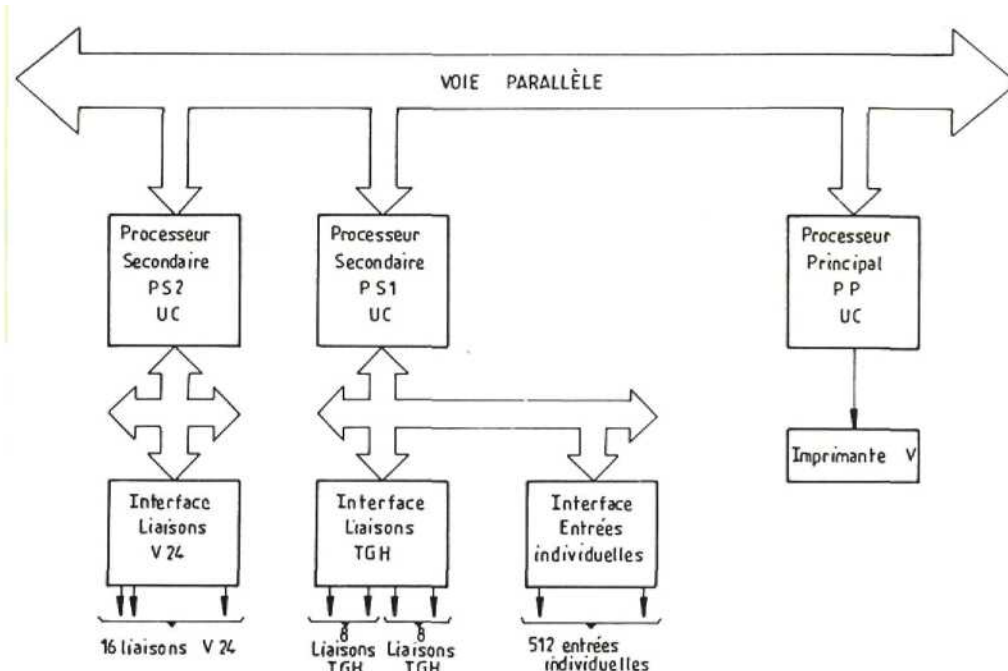 VOIE PARALLÈLE
Processeur
Secondaire
PS2
UC
Processeur
Secondaire
PS1
UC
Processeur
Principal
PP
UC
Imprimante V
Interface
Liaisons
V 24
Interface
Liaisons
TGH
Interface
Entrées
individuelles
16 liaisons V 24
8
Liaisons
TGH
8
Liaisons
TGH
512 entrées
individuelles